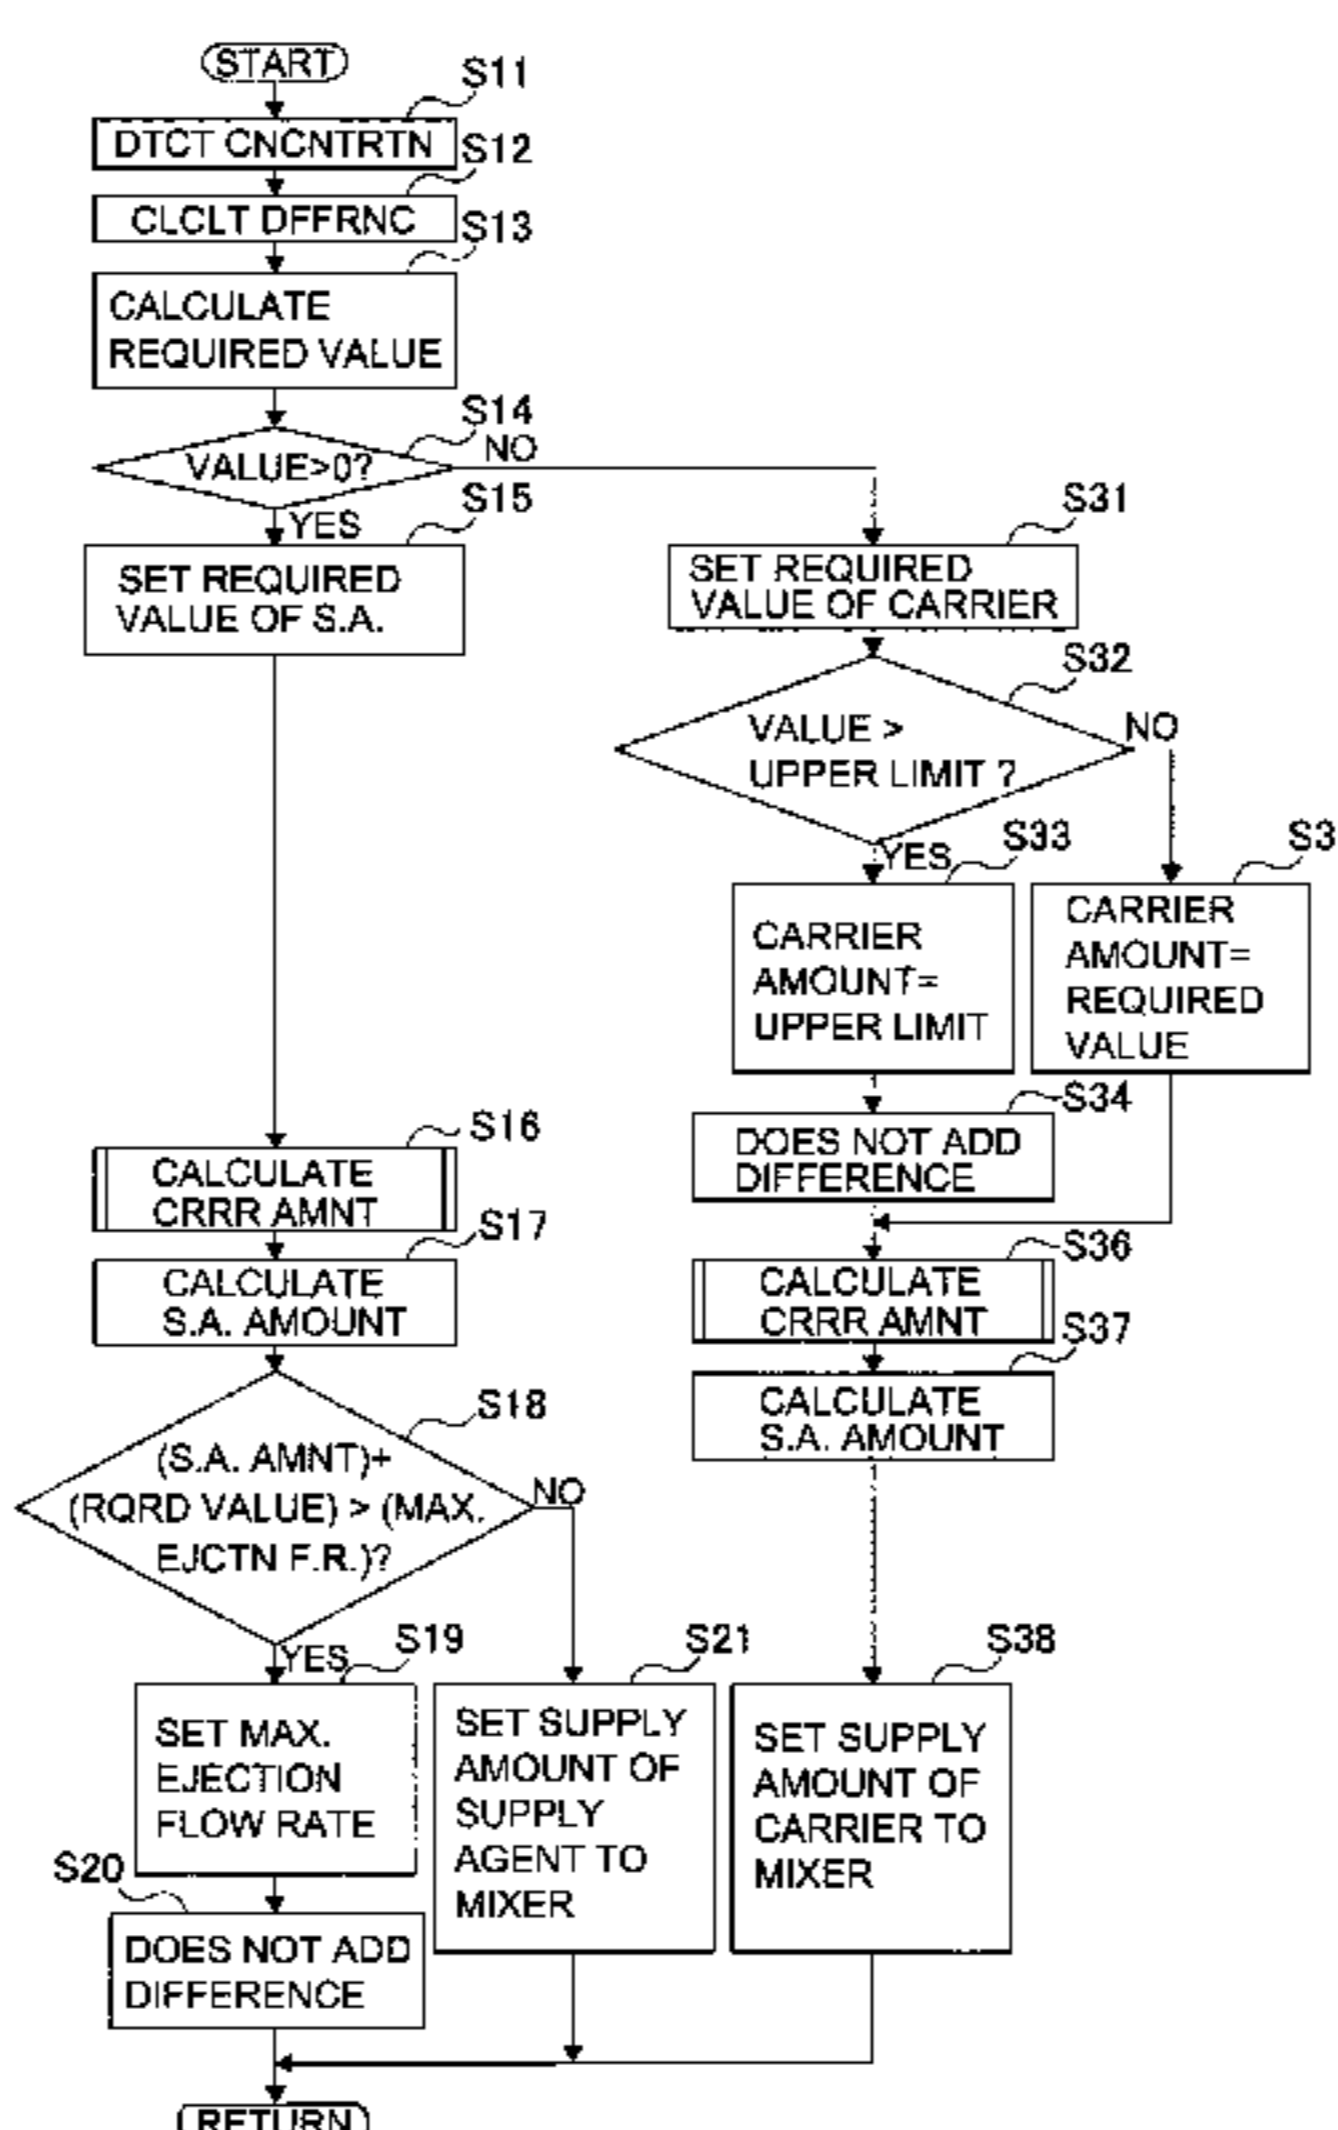 START
S11
DTCT CNCNTRTN
S12
CLCLT DFFRNC
S13
CALCULATE
REQUIRED VALUE
S14
VALUE>0?
NO
YES
S15
SET REQUIRED
VALUE OF S.A.
S31
SET REQUIRED
VALUE OF CARRIER
S32
VALUE >
UPPER LIMIT ?
NO
YES
S33
CARRIER
AMOUNT=
UPPER LIMIT
S3
CARRIER
AMOUNT=
REQUIRED
VALUE
S34
DOES NOT ADD
DIFFERENCE
S16
CALCULATE
CRRR AMNT
S17
CALCULATE
S.A. AMOUNT
S36
CALCULATE
CRRR AMNT
S37
CALCULATE
S.A. AMOUNT
S18
(S.A. AMNT)+
(RQRD VALUE) > (MAX.
EJCTN F.R.)?
NO
YES
S19
SET MAX.
EJECTION
FLOW RATE
S20
DOES NOT ADD
DIFFERENCE
S21
SET SUPPLY
AMOUNT OF
SUPPLY
AGENT TO
MIXER
S38
SET SUPPLY
AMOUNT OF
CARRIER TO
MIXER
RETURN